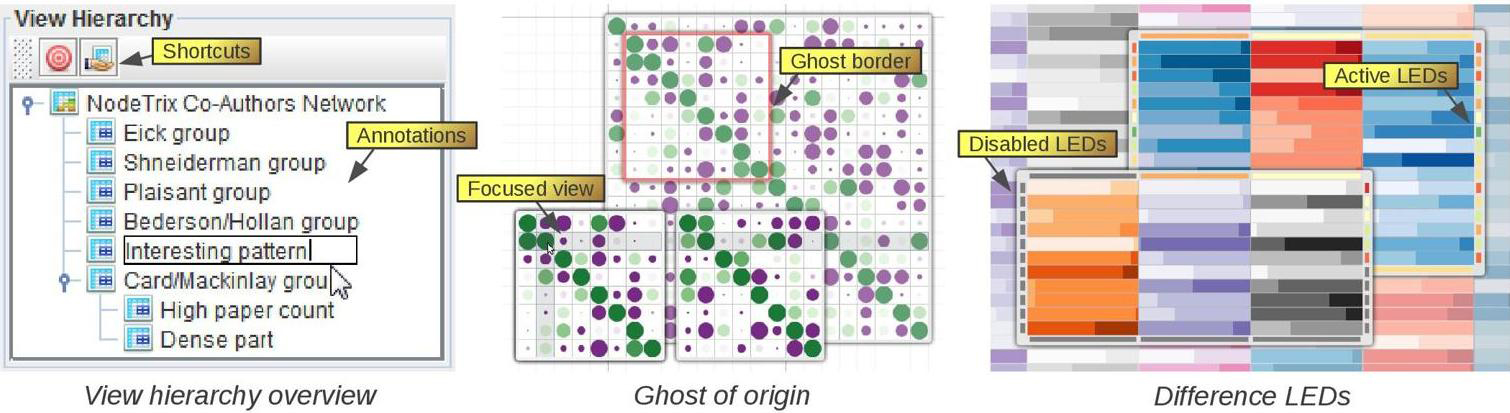 View Hierarchy
Shortcuts
NodeTrix Co-Authors Network
Eick group
Annotations
Shneiderman group
Plaisant group
Bederson/Hollan group
Interesting pattern
Card/Mackinlay grou
High paper count
Dense part
View hierarchy overview
Ghost border
Focused view
Ghost of origin
Active LEDs
Disabled LEDs
Difference LEDs